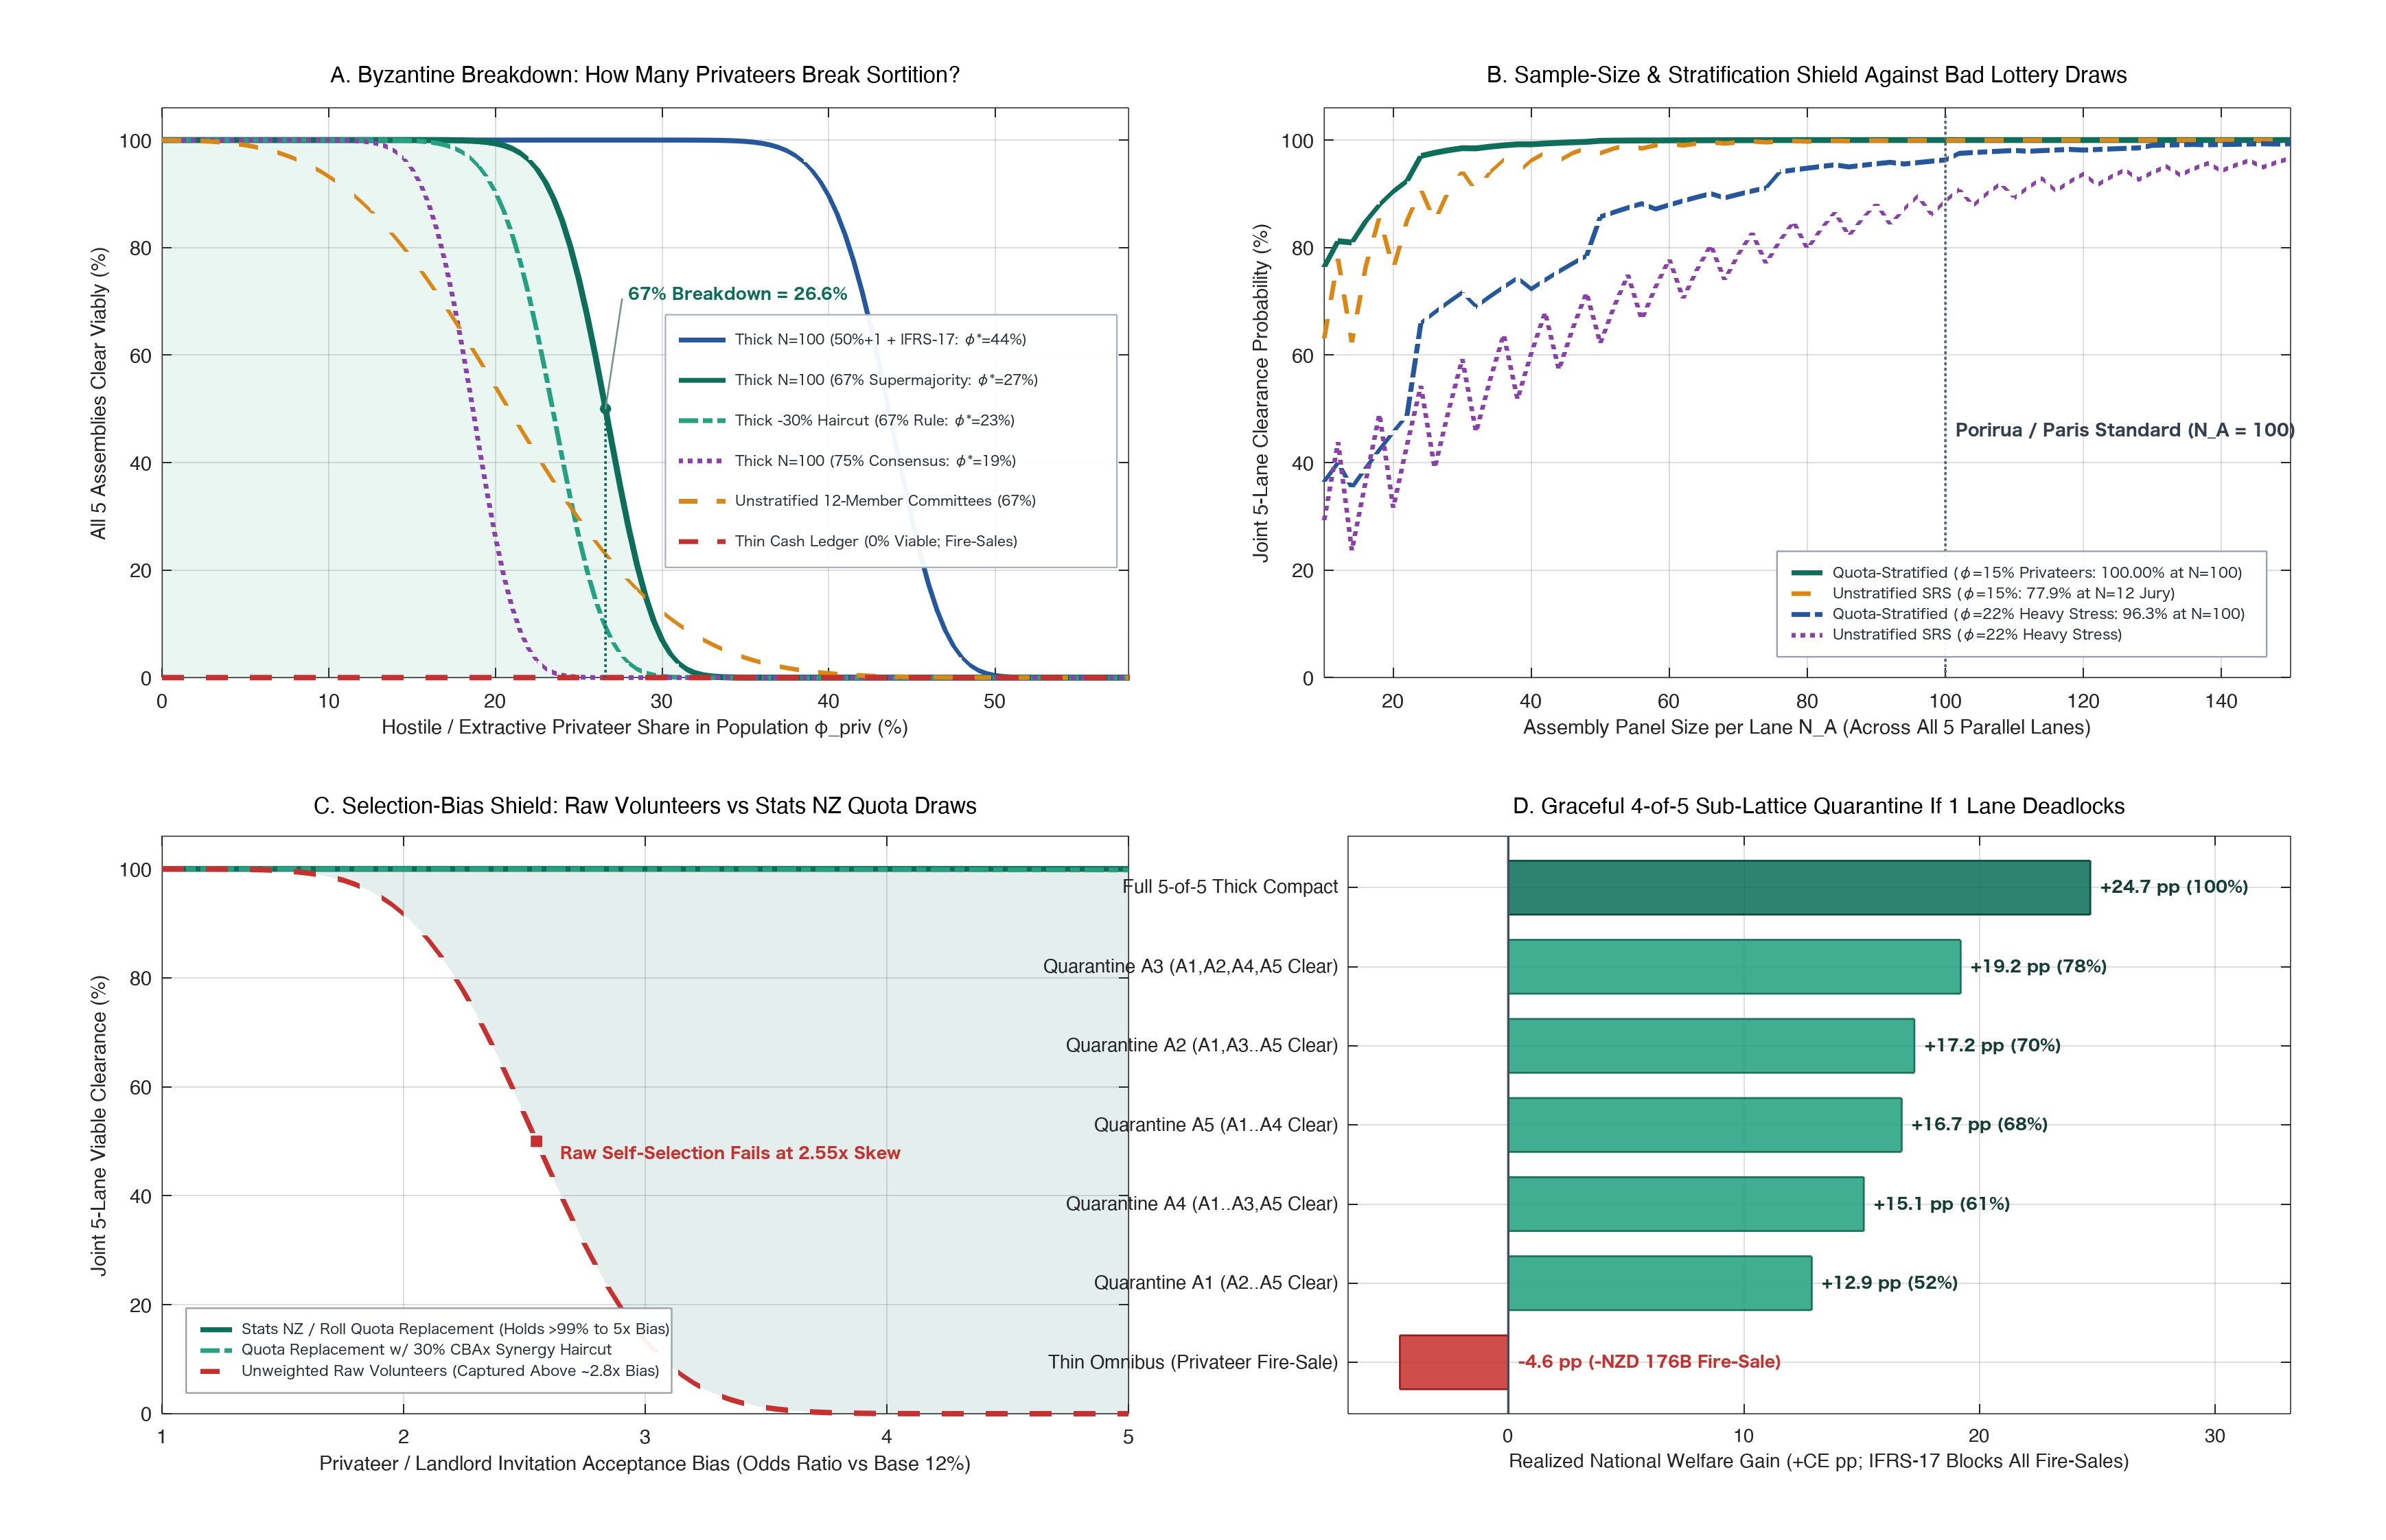 A. Byzantine Breakdown: How Many Privateers Break Sortition?
All 5 Assemblies Clear Viably (%)
100
80
60
40
20
0
67% Breakdown = 26.6%
Thick N=100 (50%+1 + IFRS-17: ϕ*=44%)
Thick N=100 (67% Supermajority: ϕ*=27%)
Thick -30% Haircut (67% Rule: ϕ*=23%)
Thick N=100 (75% Consensus: ϕ*=19%)
Unstratified 12-Member Committees (67%)
Thin Cash Ledger (0% Viable; Fire-Sales)
0 10 20 30 40 50
Hostile / Extractive Privateer Share in Population φ_priv (%)
B. Sample-Size & Stratification Shield Against Bad Lottery Draws
Joint 5-Lane Clearance Probability (%)
100
80
60
40
20
0
Porirua / Paris Standard (N_A = 100)
Quota-Stratified (ϕ=15% Privateers: 100.00% at N=100)
Unstratified SRS (ϕ=15%: 77.9% at N=12 Jury)
Quota-Stratified (ϕ=22% Heavy Stress: 96.3% at N=100)
Unstratified SRS (ϕ=22% Heavy Stress)
20 40 60 80 100 120 140
Assembly Panel Size per Lane N_A (Across All 5 Parallel Lanes)
C. Selection-Bias Shield: Raw Volunteers vs Stats NZ Quota Draws
Joint 5-Lane Viable Clearance (%)
100
80
60
40
20
0
Raw Self-Selection Fails at 2.55x Skew
Stats NZ / Roll Quota Replacement (Holds >99% to 5x Bias)
Quota Replacement w/ 30% CBAx Synergy Haircut
Unweighted Raw Volunteers (Captured Above ~2.8x Bias)
1 2 3 4 5
Privateer / Landlord Invitation Acceptance Bias (Odds Ratio vs Base 12%)
D. Graceful 4-of-5 Sub-Lattice Quarantine If 1 Lane Deadlocks
Full 5-of-5 Thick Compact +24.7 pp (100%)
Quarantine A3 (A1,A2,A4,A5 Clear) +19.2 pp (78%)
Quarantine A2 (A1,A3..A5 Clear) +17.2 pp (70%)
Quarantine A5 (A1..A4 Clear) +16.7 pp (68%)
Quarantine A4 (A1..A3,A5 Clear) +15.1 pp (61%)
Quarantine A1 (A2..A5 Clear) +12.9 pp (52%)
Thin Omnibus (Privateer Fire-Sale) -4.6 pp (-NZD 176B Fire-Sale)
0 10 20 30
Realized National Welfare Gain (+CE pp; IFRS-17 Blocks All Fire-Sales)